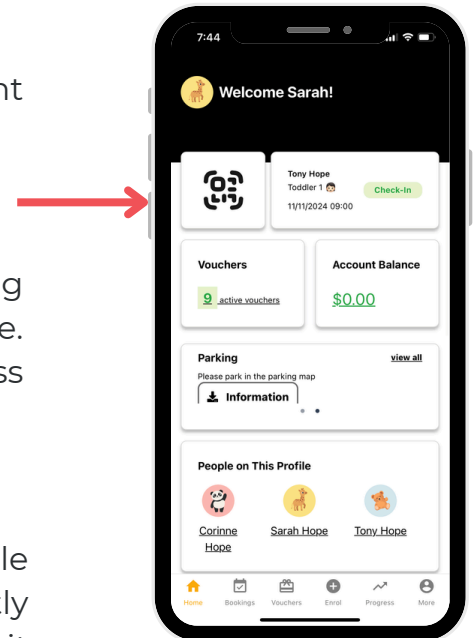 7:44
Welcome Sarah!
Tony Hope
Toddler 1
Check-In
11/11/2024 09:00
Vouchers
9 active vouchers
Account Balance
$0.00
Parking
view all
Please park in the parking map
Information
People on This Profile
Corinne
Hope
Sarah Hope
Tony Hope
Home
Bookings
Vouchers
Enrol
Progress
More